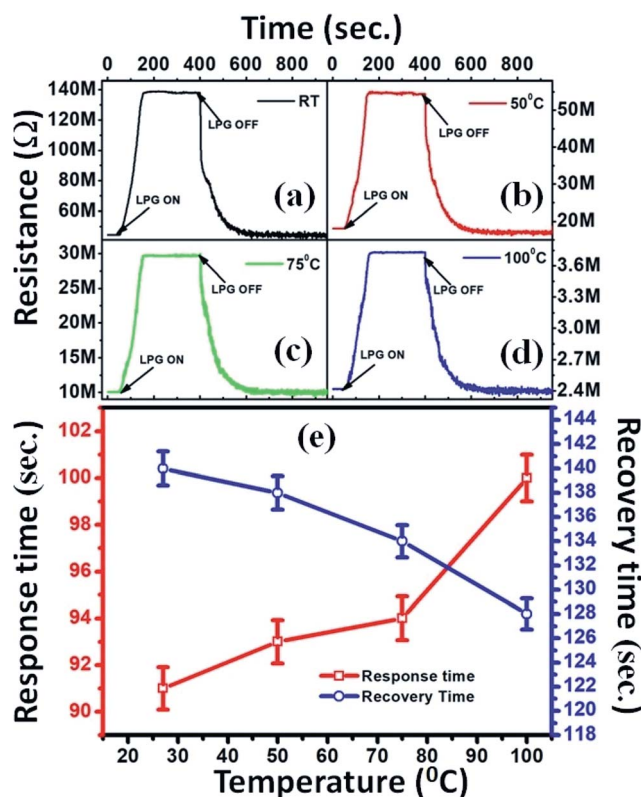 Time (sec.)
0 200 400 600 800 0 200 400 600 800
Resistance (Ω)
140M
120M
100M
80M
60M
RT
LPG OFF
LPG ON
(a)
50⁰C
LPG OFF
LPG ON
(b)
50M
40M
30M
20M
30M
25M
20M
15M
10M
75⁰C
LPG OFF
LPG ON
(c)
100⁰C
LPG OFF
LPG ON
(d)
3.6M
3.3M
3.0M
2.7M
2.4M
(e)
Response time (sec.)
102
100
98
96
94
92
90
Response time
Recovery Time
144
142
140
138
136
134
132
130
128
126
124
122
120
118
Recovery time (sec.)
20 30 40 50 60 70 80 90 100
Temperature (⁰C)